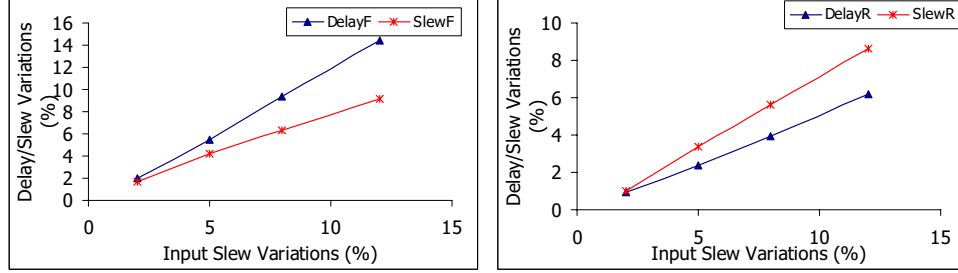 DelayF SlewF
Delay/Slew Variations
(%)
16
14
12
10
8
6
4
2
0
0 5 10 15
Input Slew Variations (%)
DelayR SlewR
Delay/Slew Variations
(%)
10
8
6
4
2
0
0 5 10 15
Input Slew Variations (%)